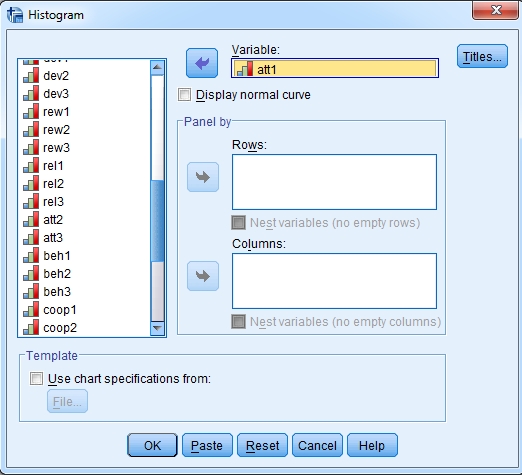 Histogram
dev2
dev3
rew1
rew2
rew3
rel1
rel2
rel3
att2
att3
beh1
beh2
beh3
coop1
coop2
Variable:
att1
Titles...
Display normal curve
Panel by
Rows:
Nest variables (no empty rows)
Columns:
Nest variables (no empty columns)
Template
Use chart specifications from:
File...
OK
Paste
Reset
Cancel
Help